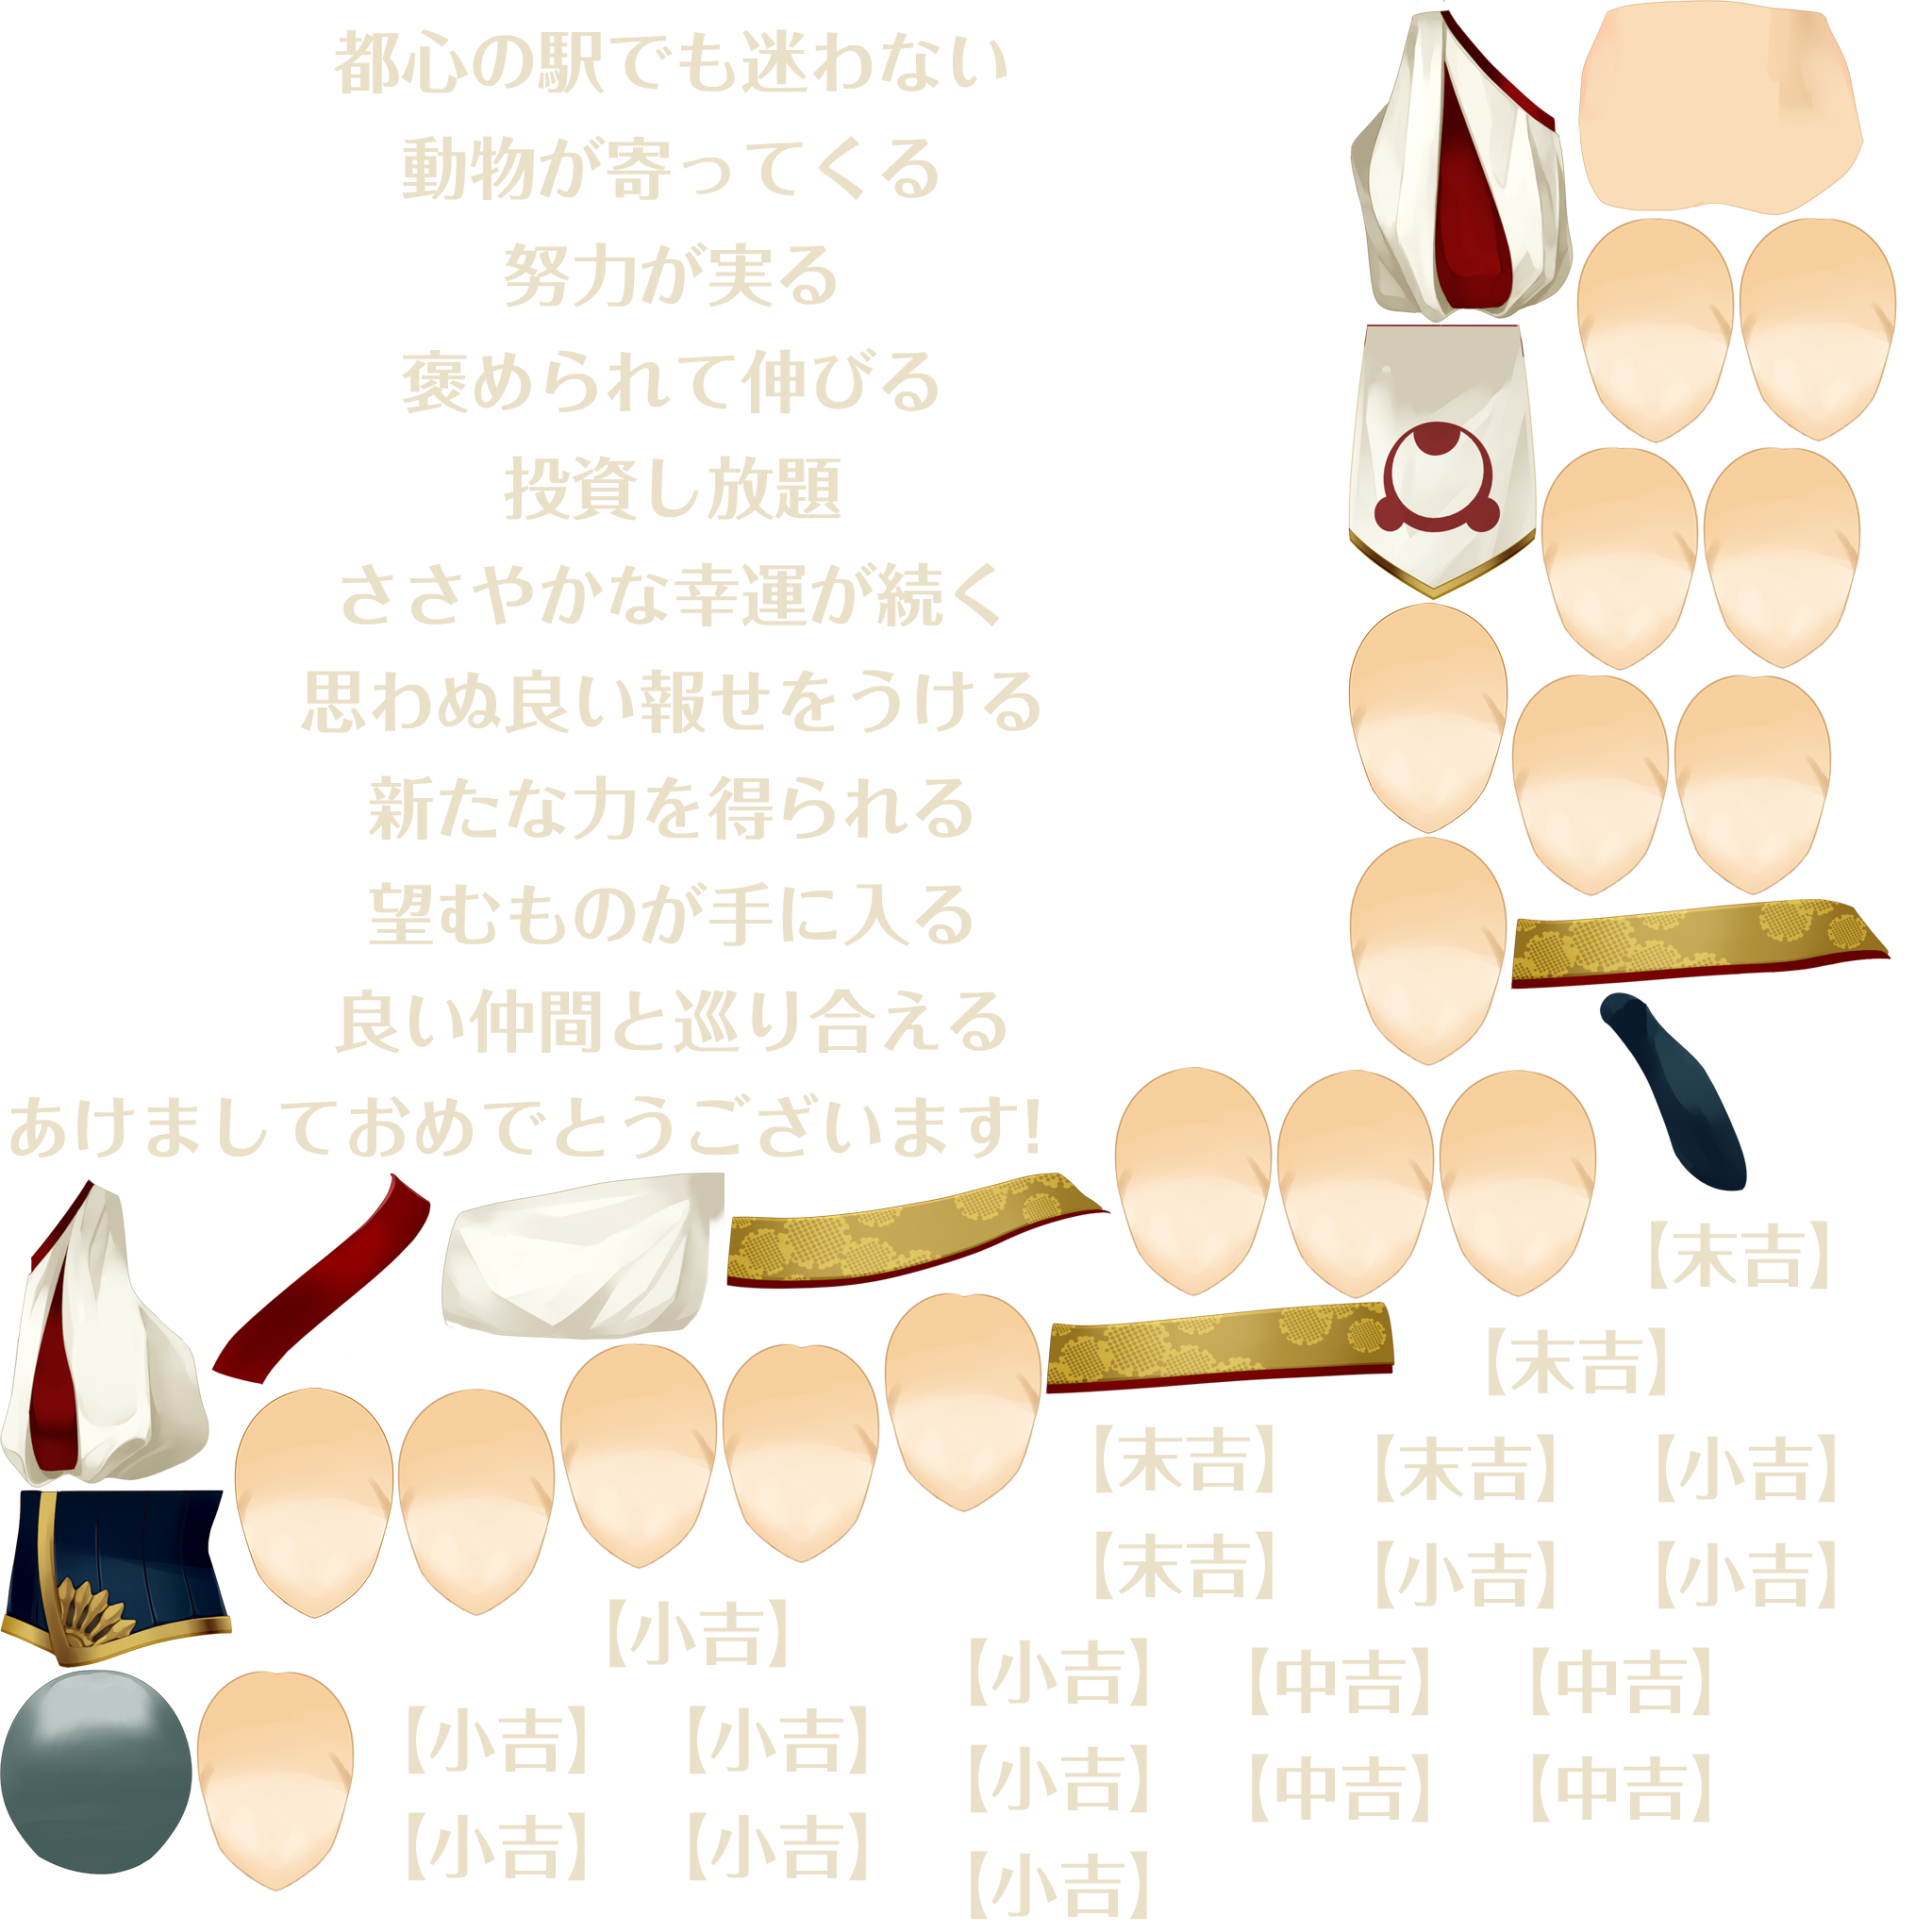 都心の駅でも迷わない
動物が寄ってくる
努力が実る
褒められて伸びる
投資し放題
ささやかな幸運が続く
思わぬ良い報せをうける
新たな力を得られる
望むものが手に入る
良い仲間と巡り合える
あけましておめでとうございます!
【末吉】
【末吉】
【末吉】 【末吉】 【小吉】
【末吉】 【小吉】 【小吉】
【小吉】
【小吉】 【中吉】 【中吉】
【小吉】 【小吉】
【小吉】 【中吉】 【中吉】
【小吉】 【小吉】
【小吉】